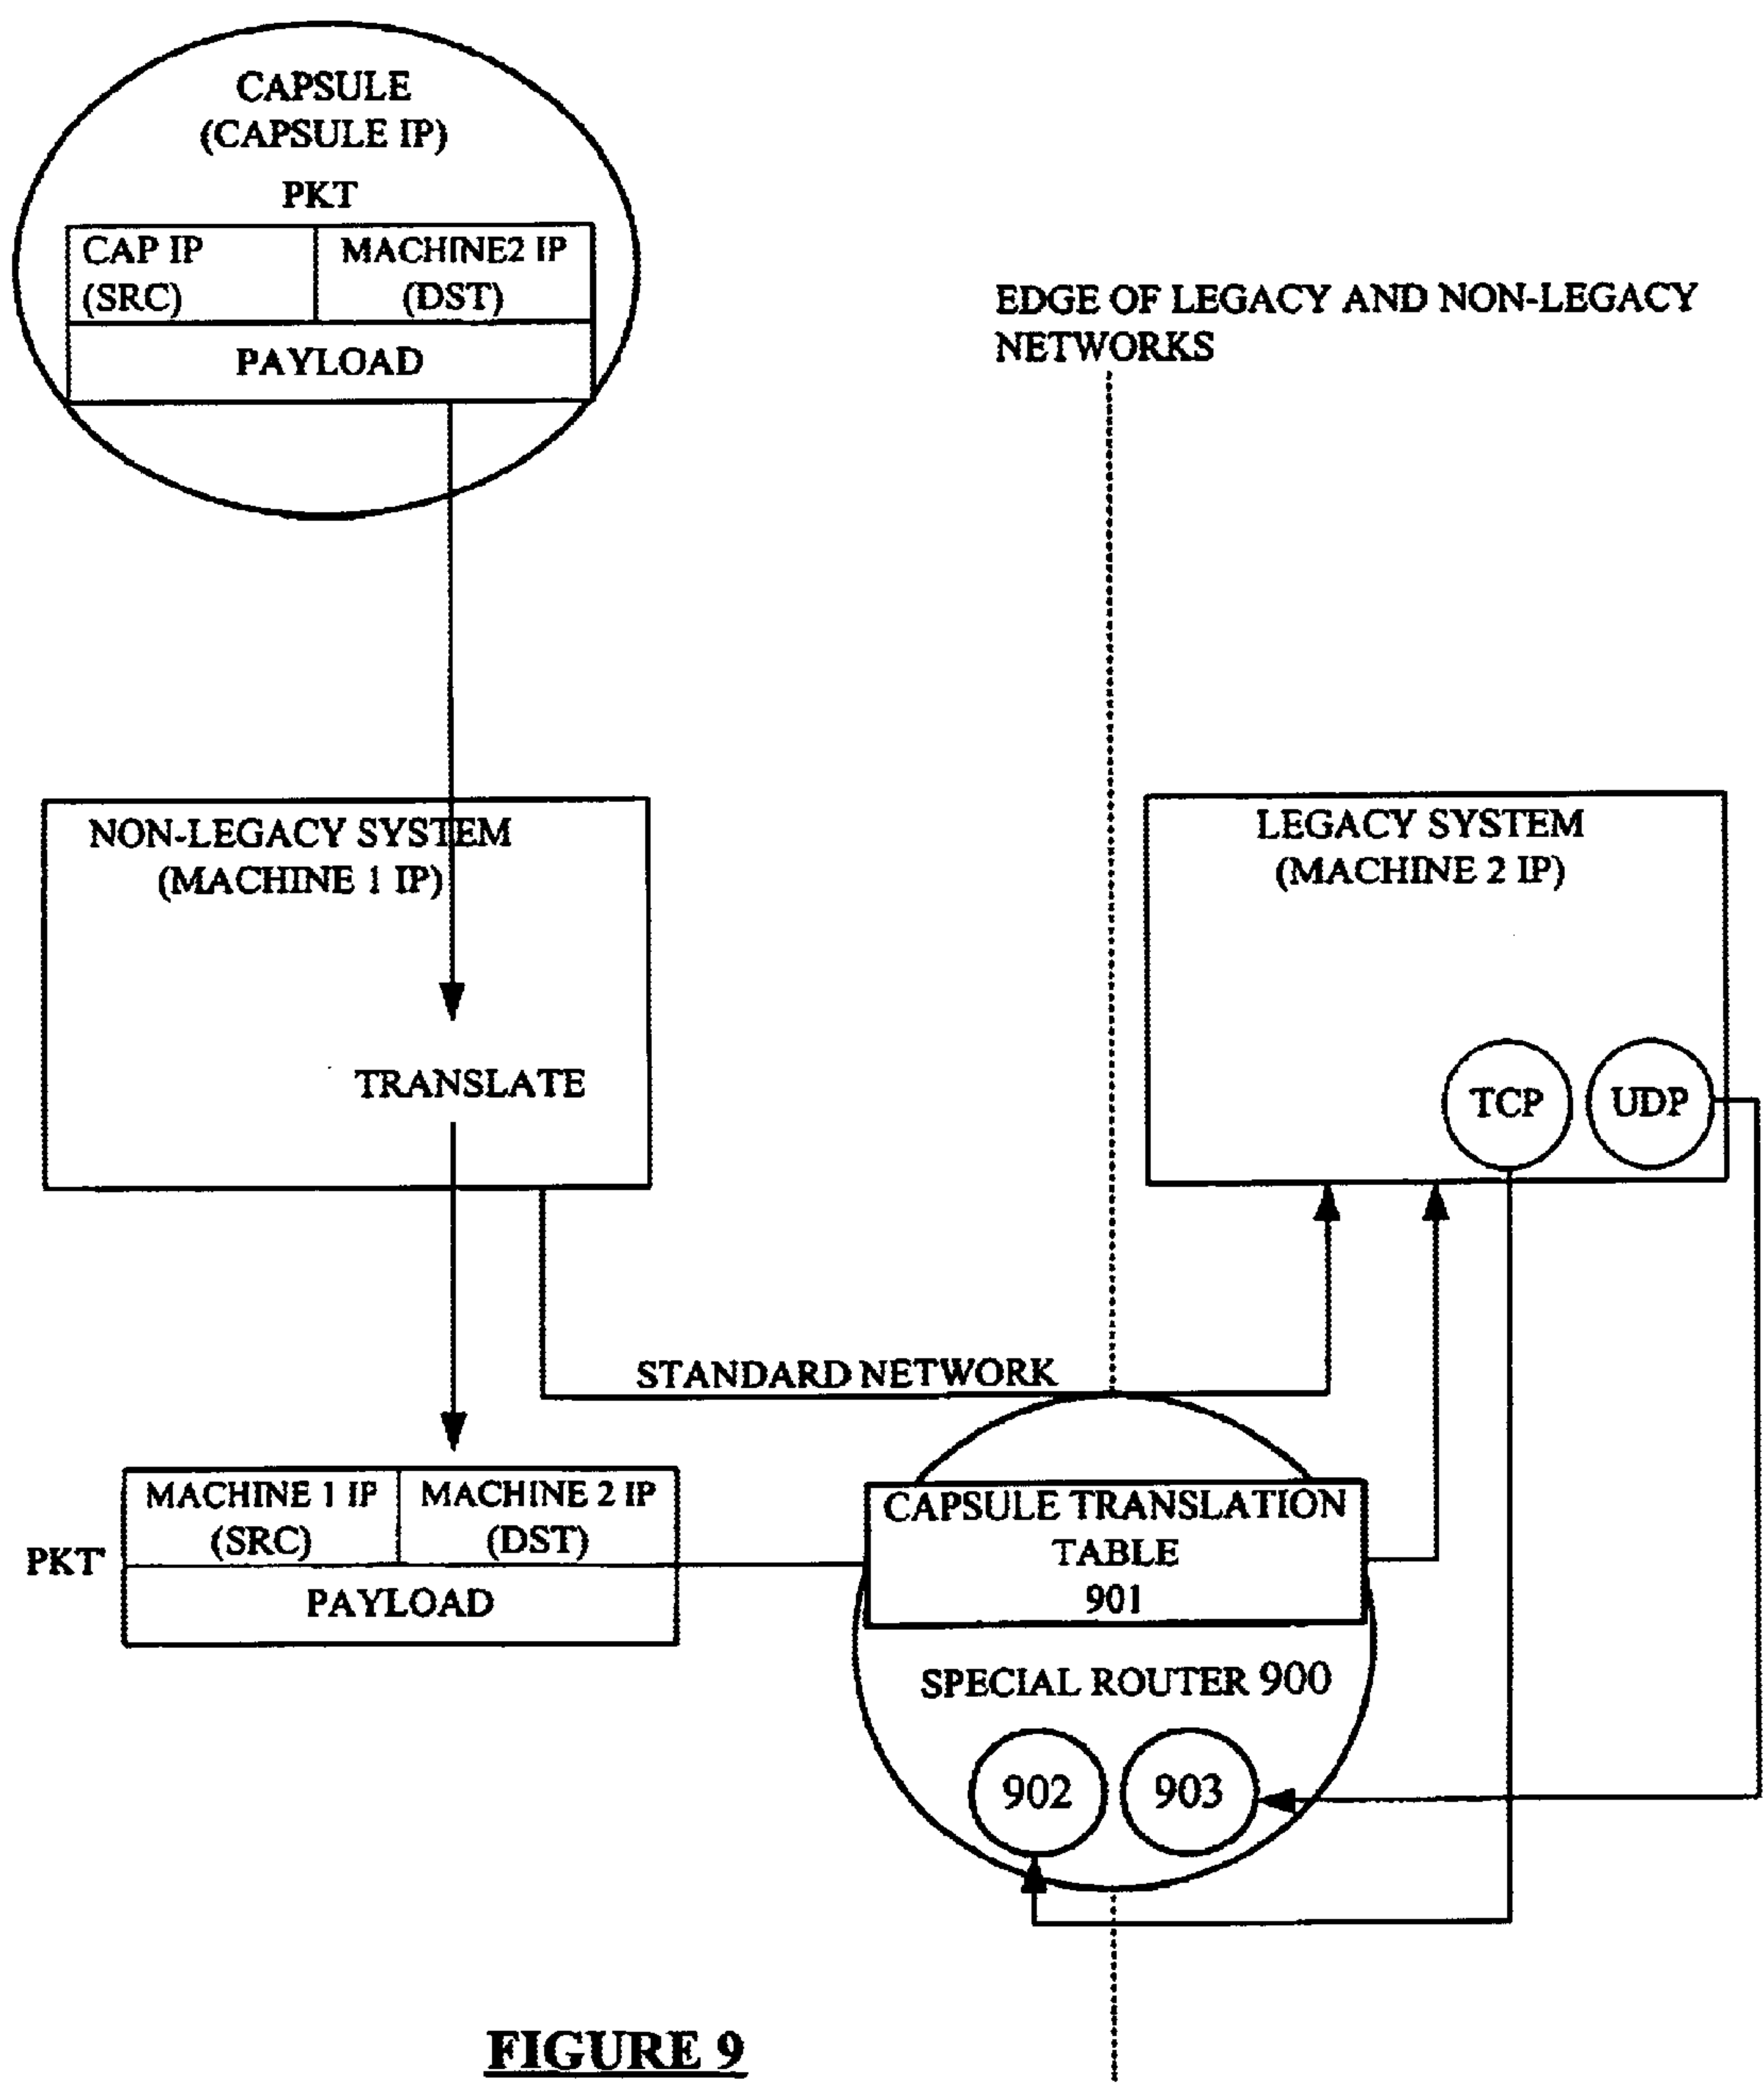 CAPSULE
(CAPSULE IP)
PKT
CAP IP
(SRC)
MACHINE2 IP
(DST)
PAYLOAD
EDGE OF LEGACY AND NON-LEGACY
NETWORKS
NON-LEGACY SYSTEM
(MACHINE 1 IP)
TRANSLATE
LEGACY SYSTEM
(MACHINE 2 IP)
TCP
UDP
STANDARD NETWORK
PKT'
MACHINE 1 IP
(SRC)
MACHINE 2 IP
(DST)
PAYLOAD
CAPSULE TRANSLATION
TABLE
901
SPECIAL ROUTER 900
902
903
FIGURE 9